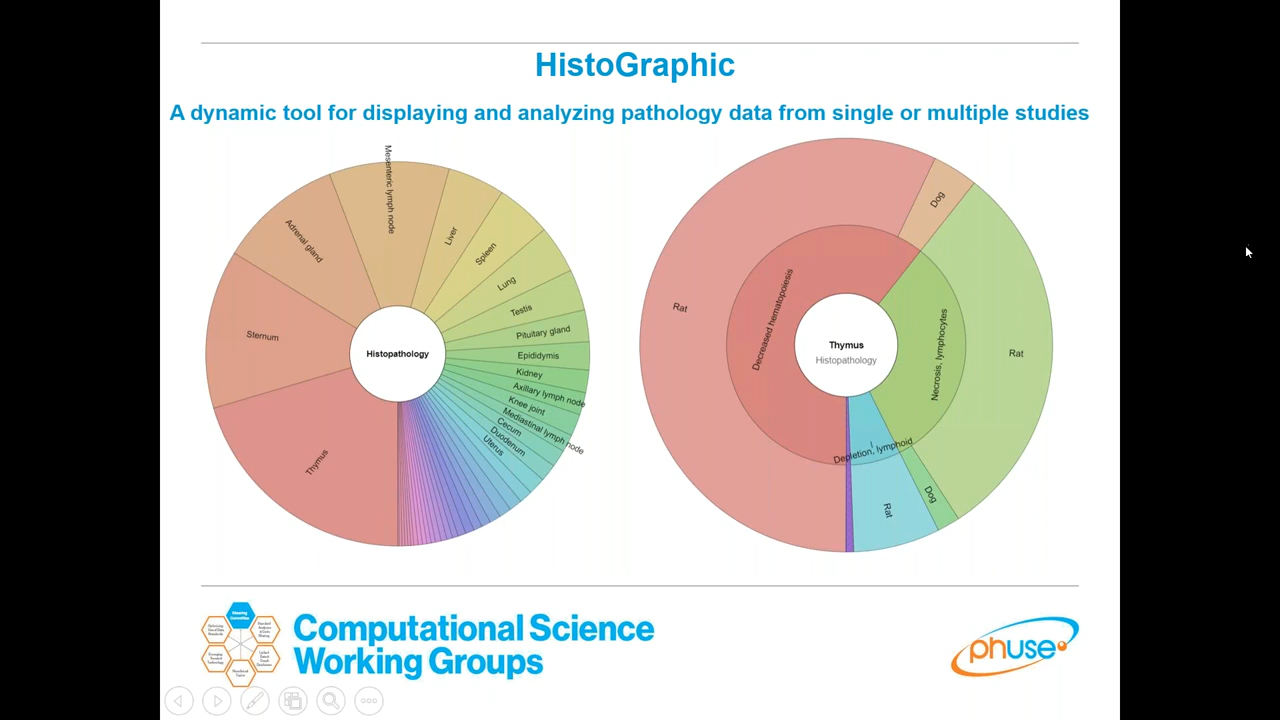 HistoGraphic
A dynamic tool for displaying and analyzing pathology data from single or multiple studies
Mesenteric lymph node
Adrenal gland
Liver
Spleen
Lung
Testis
Sternum
Pituitary gland
Histopathology
Epididymis
Kidney
Axillary lymph node
Knee joint
Mediastinal lymph node
Cecum
Duodenum
Uterus
Thymus
Dog
Rat
Decreased hematopoiesis
Thymus
Histopathology
Necrosis, lymphocytes
Rat
Depletion, lymphoid
Dog
Rat
Computational Science
Working Groups
phuse